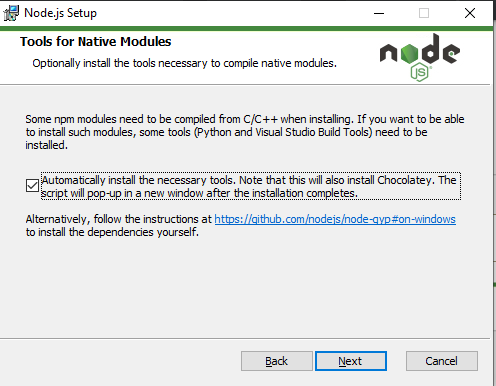 Node.js Setup
Tools for Native Modules
Optionally install the tools necessary to compile native modules.
node
JS
Some npm modules need to be compiled from C/C++ when installing. If you want to be able
to install such modules, some tools (Python and Visual Studio Build Tools) need to be
installed.
Automatically install the necessary tools. Note that this will also install Chocolatey. The
script will pop-up in a new window after the installation completes.
Alternatively, follow the instructions at https://github.com/nodejs/node-gyp#on-windows
to install the dependencies yourself.
Back Next Cancel